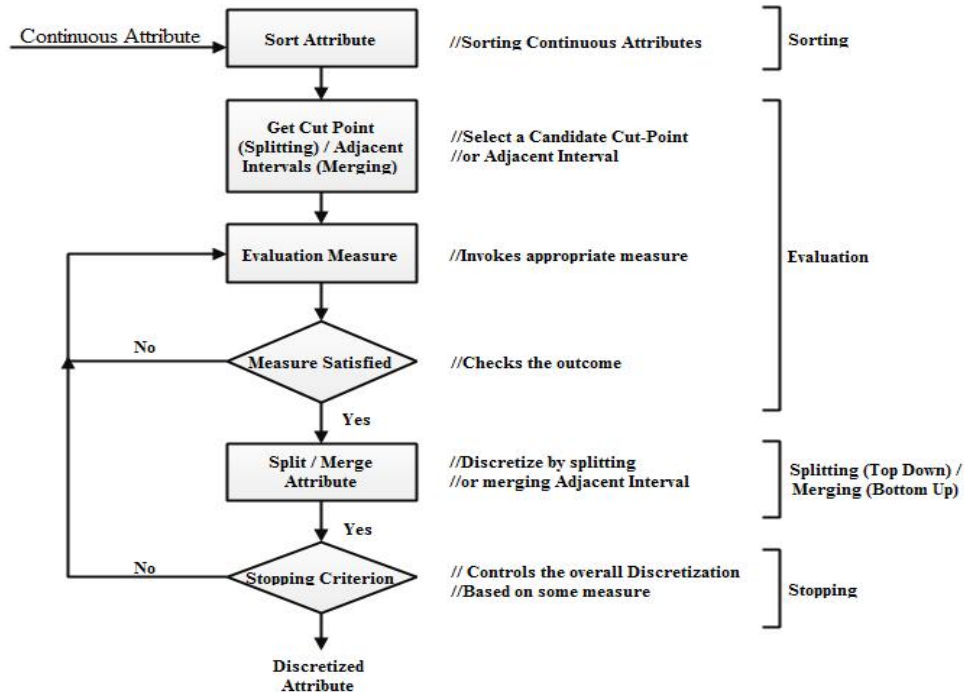 Continuous Attribute
Sort Attribute
//Sorting Continuous Attributes
Sorting
Get Cut Point
(Splitting) / Adjacent
Intervals (Merging)
//Select a Candidate Cut-Point
//or Adjacent Interval
Evaluation Measure
//Invokes appropriate measure
Evaluation
No
Measure Satisfied
//Checks the outcome
Yes
Split / Merge
Attribute
//Discretize by splitting
//or merging Adjacent Interval
Splitting (Top Down) /
Merging (Bottom Up)
Yes
No
Stopping Criterion
// Controls the overall Discretization
//Based on some measure
Stopping
Discretized
Attribute